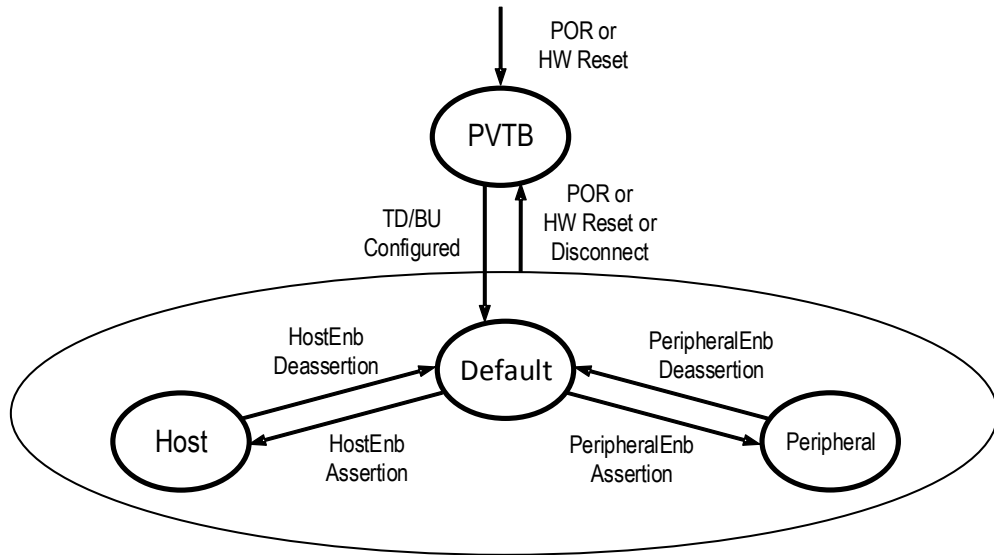 POR or
HW Reset
PVTB
TD/BU
Configured
POR or
HW Reset or
Disconnect
HostEnb
Deassertion
Default
PeripheralEnb
Deassertion
Host
HostEnb
Assertion
PeripheralEnb
Assertion
Peripheral